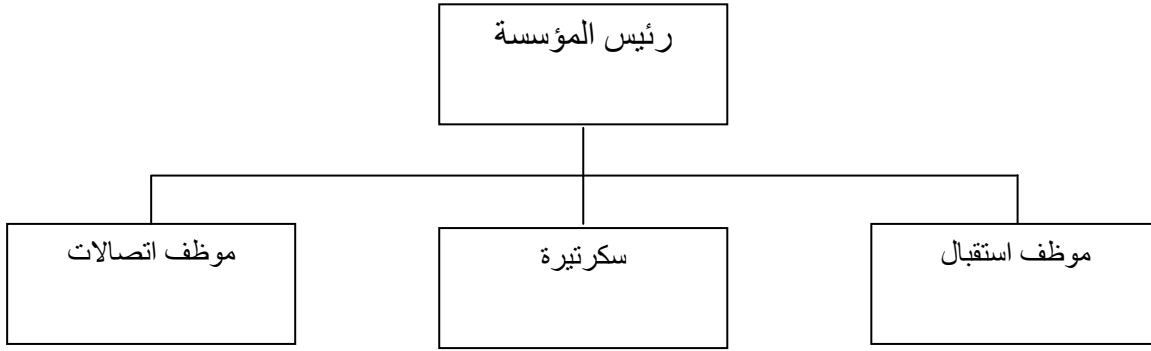 رئيس المؤسسة
موظف استقبال
سكرتيرة
موظف اتصالات